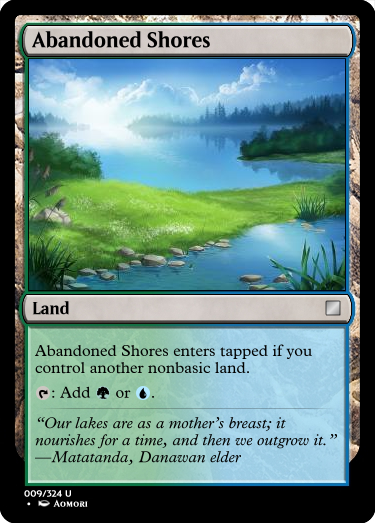 Abandoned Shores
Land
Abandoned Shores enters tapped if you
control another nonbasic land.
: Add or .
“Our lakes are as a mother’s breast; it
nourishes for a time, and then we outgrow it.”
—Matatanda, Danawan elder
009/324 U
• Aomori